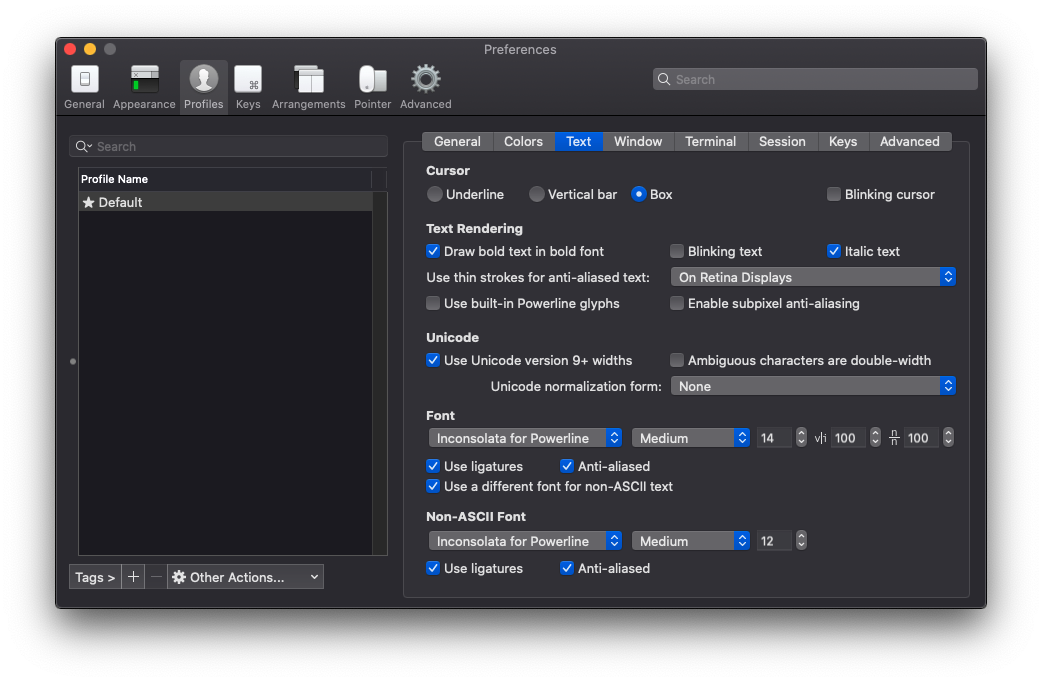 Preferences
General Appearance Profiles Keys Arrangements Pointer Advanced
Search
Search
Profile Name
Default
Tags > + − Other Actions...
General Colors Text Window Terminal Session Keys Advanced
Cursor
Underline Vertical bar Box Blinking cursor
Text Rendering
Draw bold text in bold font Blinking text Italic text
Use thin strokes for anti-aliased text: On Retina Displays
Use built-in Powerline glyphs Enable subpixel anti-aliasing
Unicode
Use Unicode version 9+ widths Ambiguous characters are double-width
Unicode normalization form: None
Font
Inconsolata for Powerline Medium 14 v|i 100 n/n 100
Use ligatures Anti-aliased
Use a different font for non-ASCII text
Non-ASCII Font
Inconsolata for Powerline Medium 12
Use ligatures Anti-aliased